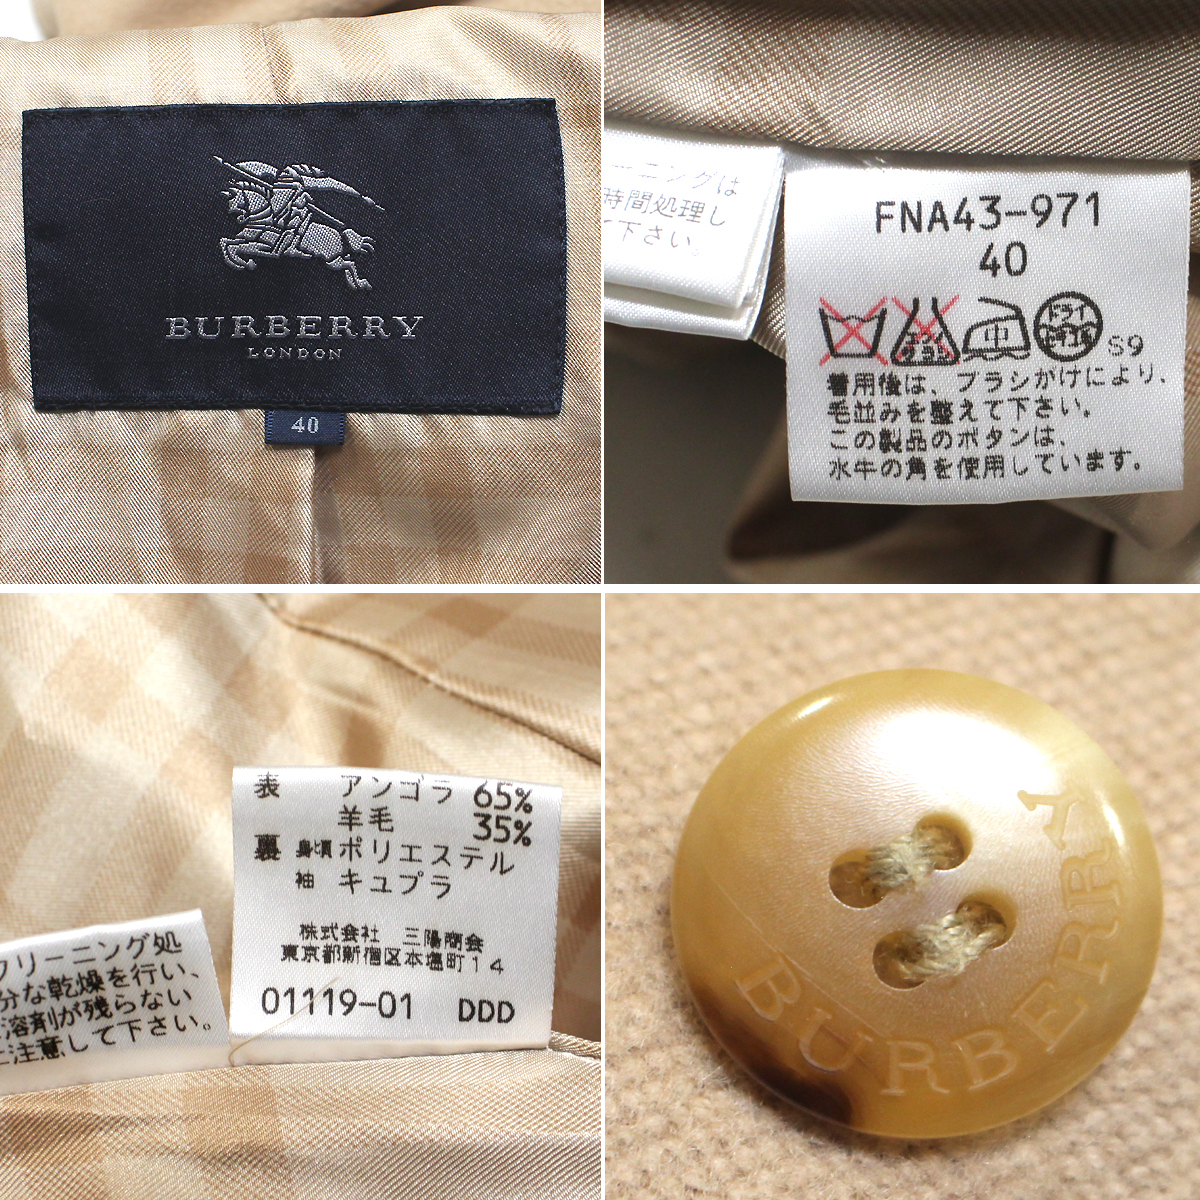 BURBERRY
LONDON
40
ーニングは
時間処理し
下さい。
FNA43-971
40
ドライ
S9
着用後は、ブラシかけにより、
毛並みを整えて下さい。
この製品のボタンは、
水牛の角を使用しています。
表 アンゴラ 65%
羊毛 35%
裏 身頃 ポリエステル
袖 キュプラ
株式会社 三陽商会
東京都新宿区本塩町14
01119-01 DDD
リーニング処
分な乾燥を行い、
溶剤が残らない
注意して下さい。
BURBERRY